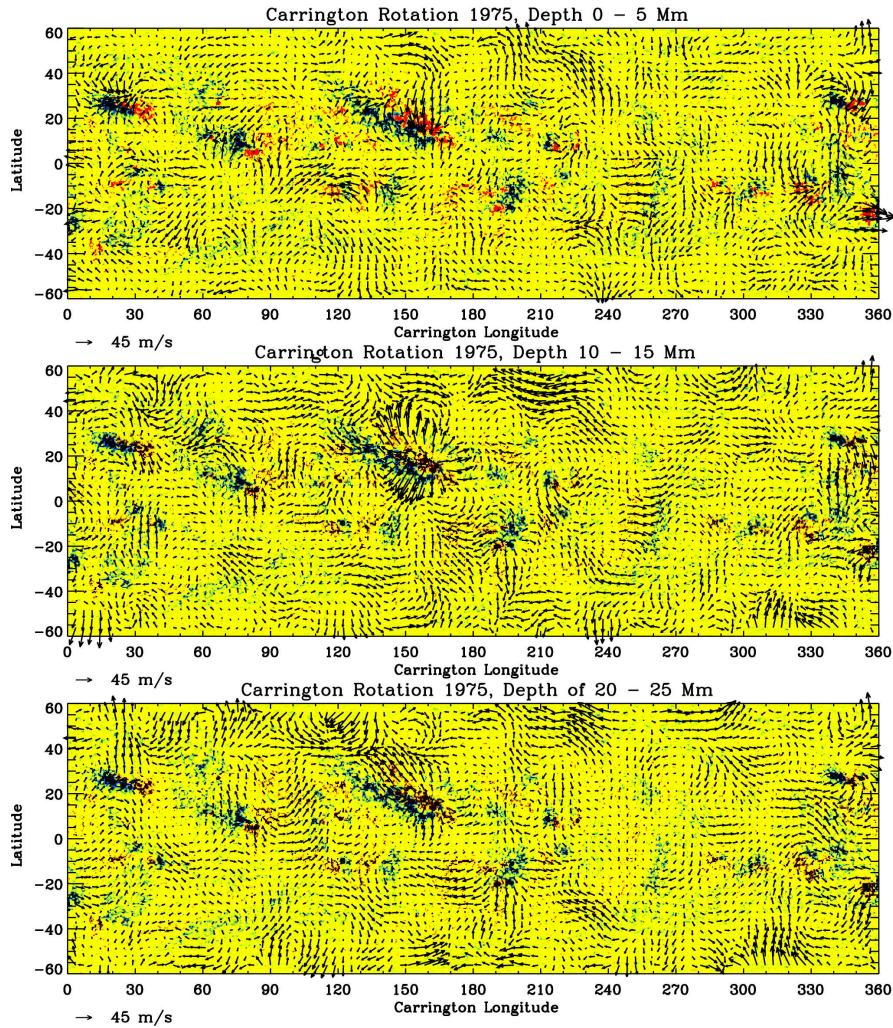 Carrington Rotation 1975, Depth 0 – 5 Mm
60
40
20
0
-20
-40
-60
Latitude
0 30 60 90 120 150 180 210 240 270 300 330 360
Carrington Longitude
→ 45 m/s
Carrington Rotation 1975, Depth 10 – 15 Mm
60
40
20
0
-20
-40
-60
Latitude
0 30 60 90 120 150 180 210 240 270 300 330 360
Carrington Longitude
→ 45 m/s
Carrington Rotation 1975, Depth of 20 – 25 Mm
60
40
20
0
-20
-40
-60
Latitude
0 30 60 90 120 150 180 210 240 270 300 330 360
Carrington Longitude
→ 45 m/s